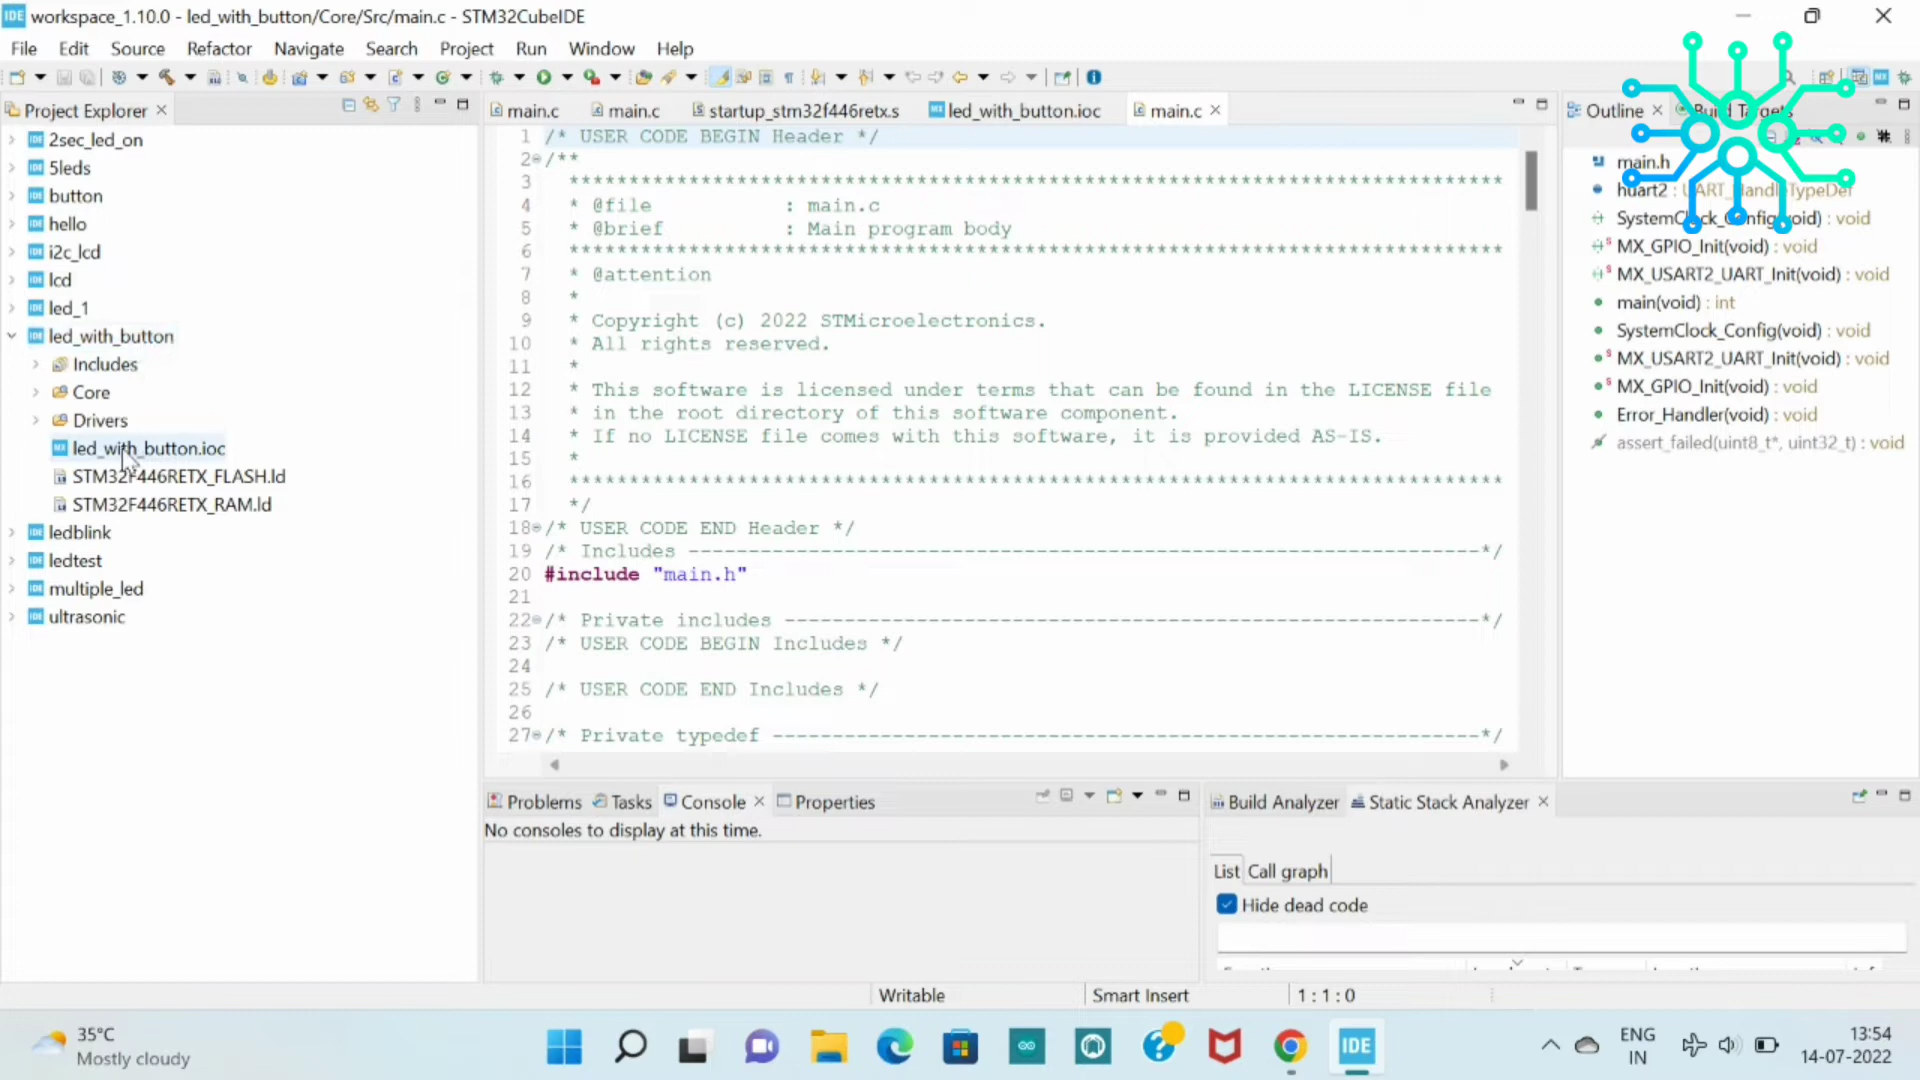 IDE workspace_1.10.0 - led_with_button/Core/Src/main.c - STM32CubeIDE
File Edit Source Refactor Navigate Search Project Run Window Help
Project Explorer
2sec_led_on
5leds
button
hello
i2c_lcd
lcd
led_1
led_with_button
Includes
Core
Drivers
led_with_button.ioc
STM32F446RETX_FLASH.ld
STM32F446RETX_RAM.ld
ledblink
ledtest
multiple_led
ultrasonic
main.c main.c startup_stm32f446retx.s led_with_button.ioc main.c
1 /* USER CODE BEGIN Header */
2 /**
3 ******************************************************************************
4 * @file : main.c
5 * @brief : Main program body
6 ******************************************************************************
7 * @attention
8 *
9 * Copyright (c) 2022 STMicroelectronics.
10 * All rights reserved.
11 *
12 * This software is licensed under terms that can be found in the LICENSE file
13 * in the root directory of this software component.
14 * If no LICENSE file comes with this software, it is provided AS-IS.
15 *
16 ******************************************************************************
17 */
18 /* USER CODE END Header */
19 /* Includes ------------------------------------------------------------------*/
20 #include "main.h"
21
22 /* Private includes ----------------------------------------------------------*/
23 /* USER CODE BEGIN Includes */
24
25 /* USER CODE END Includes */
26
27 /* Private typedef -----------------------------------------------------------*/
Outline Build Targets
main.h
huart2 : UART_HandleTypeDef
SystemClock_Config(void) : void
MX_GPIO_Init(void) : void
MX_USART2_UART_Init(void) : void
main(void) : int
SystemClock_Config(void) : void
MX_USART2_UART_Init(void) : void
MX_GPIO_Init(void) : void
Error_Handler(void) : void
assert_failed(uint8_t*, uint32_t) : void
Problems Tasks Console Properties
No consoles to display at this time.
Build Analyzer Static Stack Analyzer
List Call graph
Hide dead code
Writable Smart Insert 1 : 1 : 0
35°C
Mostly cloudy
IDE
ENG
IN
13:54
14-07-2022